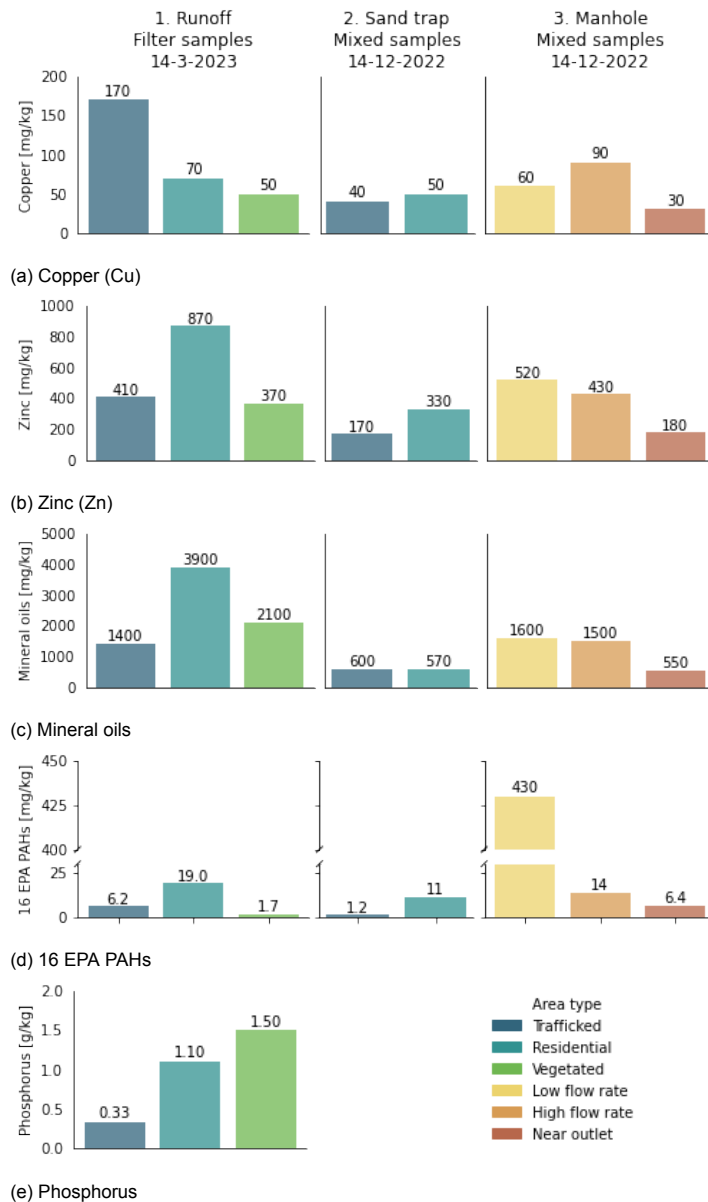 1. Runoff
Filter samples
14-3-2023
2. Sand trap
Mixed samples
14-12-2022
3. Manhole
Mixed samples
14-12-2022
Copper [mg/kg]
200
150
100
50
0
170
70
50
40
50
60
90
30
(a) Copper (Cu)
Zinc [mg/kg]
1000
800
600
400
200
0
410
870
370
170
330
520
430
180
(b) Zinc (Zn)
Mineral oils [mg/kg]
5000
4000
3000
2000
1000
0
1400
3900
2100
600
570
1600
1500
550
(c) Mineral oils
16 EPA PAHs [mg/kg]
450
425
400
25
0
6.2
19.0
1.7
1.2
11
430
14
6.4
(d) 16 EPA PAHs
Phosphorus [g/kg]
2.0
1.5
1.0
0.5
0.0
0.33
1.10
1.50
Area type
Trafficked
Residential
Vegetated
Low flow rate
High flow rate
Near outlet
(e) Phosphorus